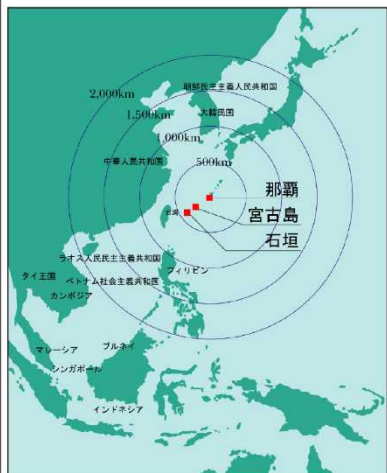 朝鮮民主主義人民共和国
2,000km
大韓民国
1,500km
1,000km
中華人民共和国
500km
那覇
宮古島
台湾
石垣
ラオス人民民主主義共和国
フィリピン
タイ王国
ベトナム社会主義共和国
カンボジア
マレーシア
ブルネイ
シンガポール
インドネシア